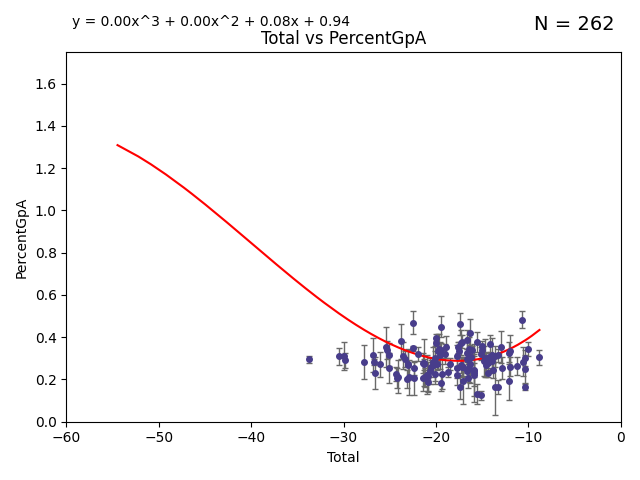 y = 0.00x^3 + 0.00x^2 + 0.08x + 0.94
N = 262
Total vs PercentGpA
1.6
1.4
1.2
1.0
0.8
0.6
0.4
0.2
0.0
PercentGpA
−60 −50 −40 −30 −20 −10 0
Total